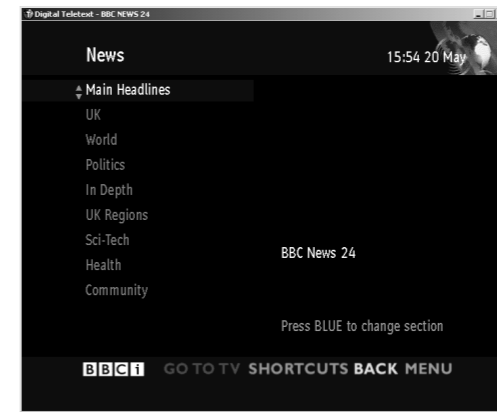 Digital Teletext - BBC NEWS 24
News
15:54 20 May
Main Headlines
UK
World
Politics
In Depth
UK Regions
Sci-Tech
Health
Community
BBC News 24
Press BLUE to change section
BBCi GO TO TV SHORTCUTS BACK MENU